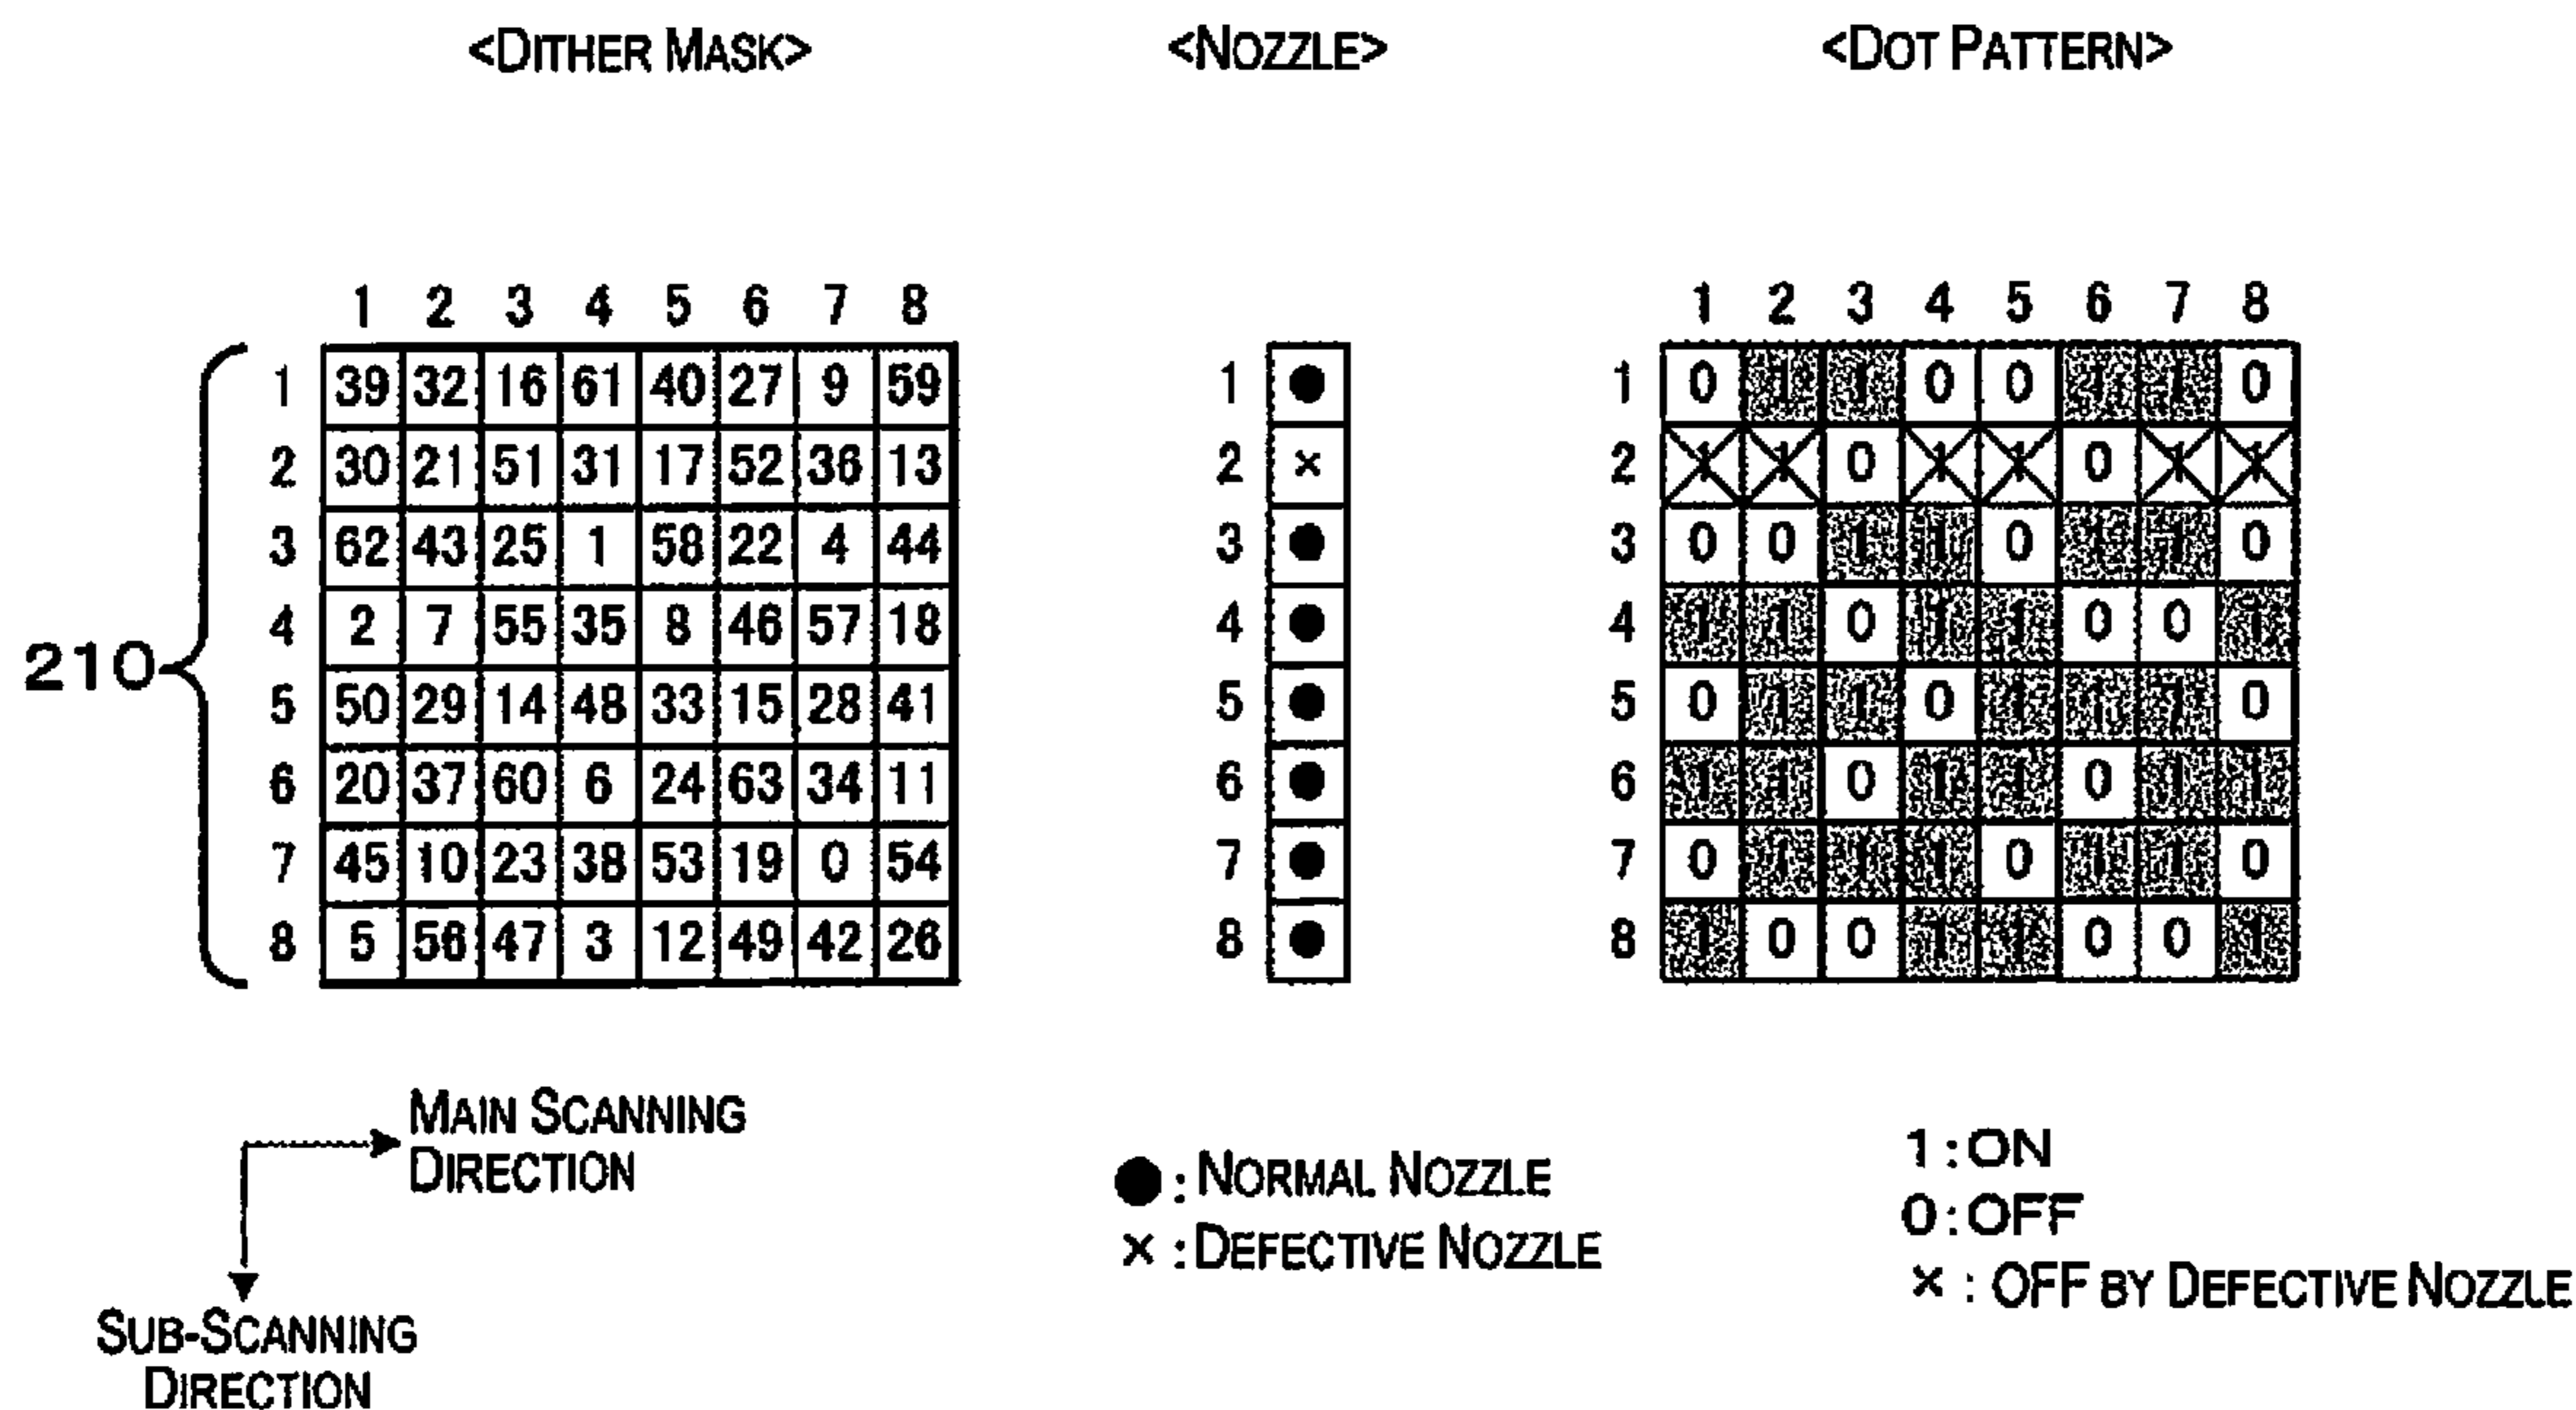 <DITHER MASK> <NOZZLE> <DOT PATTERN>
1 2 3 4 5 6 7 8 1 2 3 4 5 6 7 8
1 39 32 16 61 40 27 9 59 1 ● 1 0 1 1 0 0 1 1 0
2 30 21 51 31 17 52 36 13 2 × 2 1 1 0 1 1 0 1 1
3 62 43 25 1 58 22 4 44 3 ● 3 0 0 1 1 0 1 1 0
210 4 2 7 55 35 8 46 57 18 4 ● 4 1 1 0 1 1 0 0 1
5 50 29 14 48 33 15 28 41 5 ● 5 0 1 1 0 1 1 1 0
6 20 37 60 6 24 63 34 11 6 ● 6 1 1 0 1 1 0 1 1
7 45 10 23 38 53 19 0 54 7 ● 7 0 1 1 1 0 1 1 0
8 5 56 47 3 12 49 42 26 8 ● 8 1 0 0 1 1 0 0 1
MAIN SCANNING
DIRECTION
SUB-SCANNING
DIRECTION
●: NORMAL NOZZLE
×: DEFECTIVE NOZZLE
1:ON
0:OFF
×: OFF BY DEFECTIVE NOZZLE